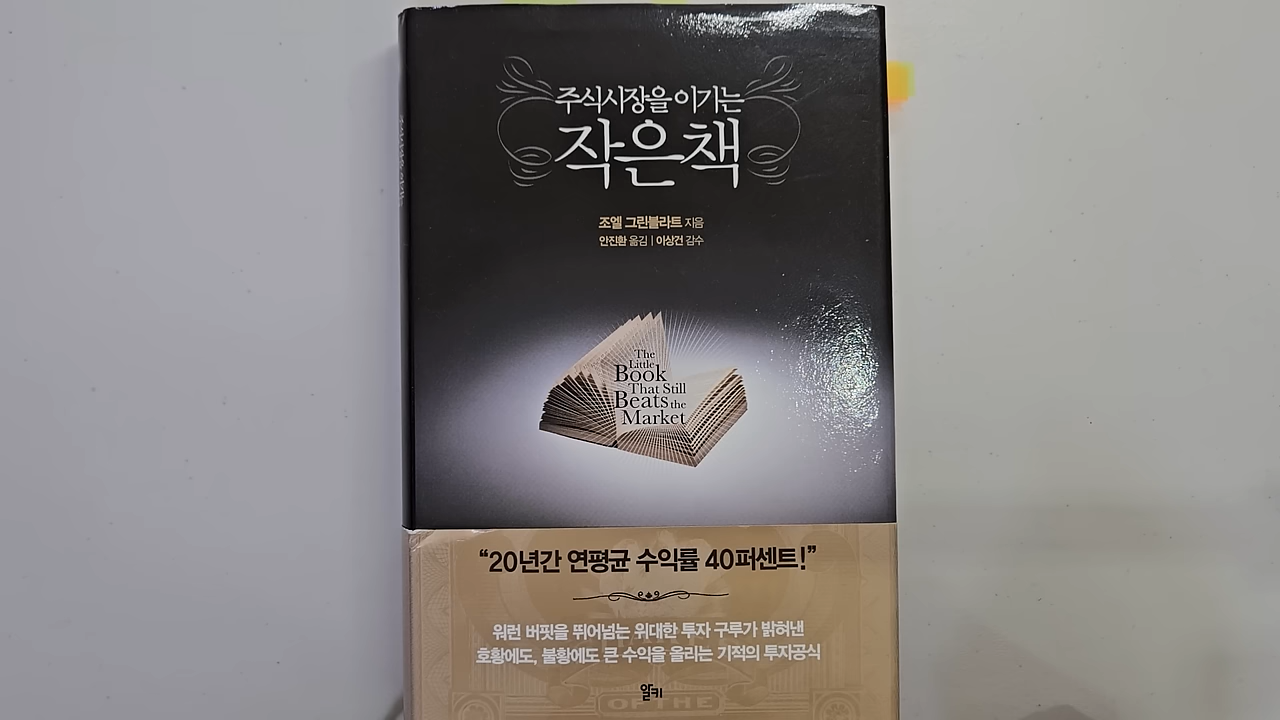 주식시장을 이기는
작은 책
조엘 그린블라트 지음
안진환 옮김 | 이상건 감수
The
Little
Book
That Still
Beats the
Market
“20년간 연평균 수익률 40퍼센트!”
워런 버핏을 뛰어넘는 위대한 투자 구루가 밝혀낸
호황에도, 불황에도 큰 수익을 올리는 기적의 투자공식
알키
OF THE